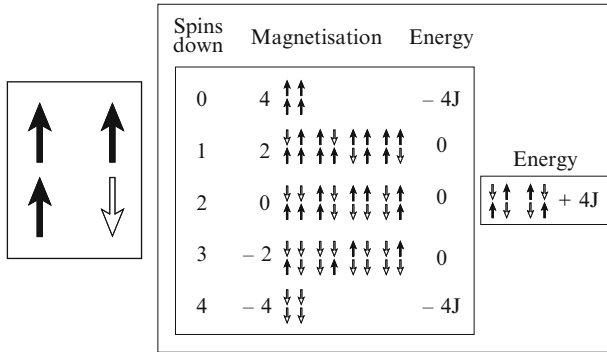 Spins down Magnetisation Energy
0 4 – 4J
1 2 0
Energy
2 0 0 + 4J
3 – 2 0
4 – 4 – 4J